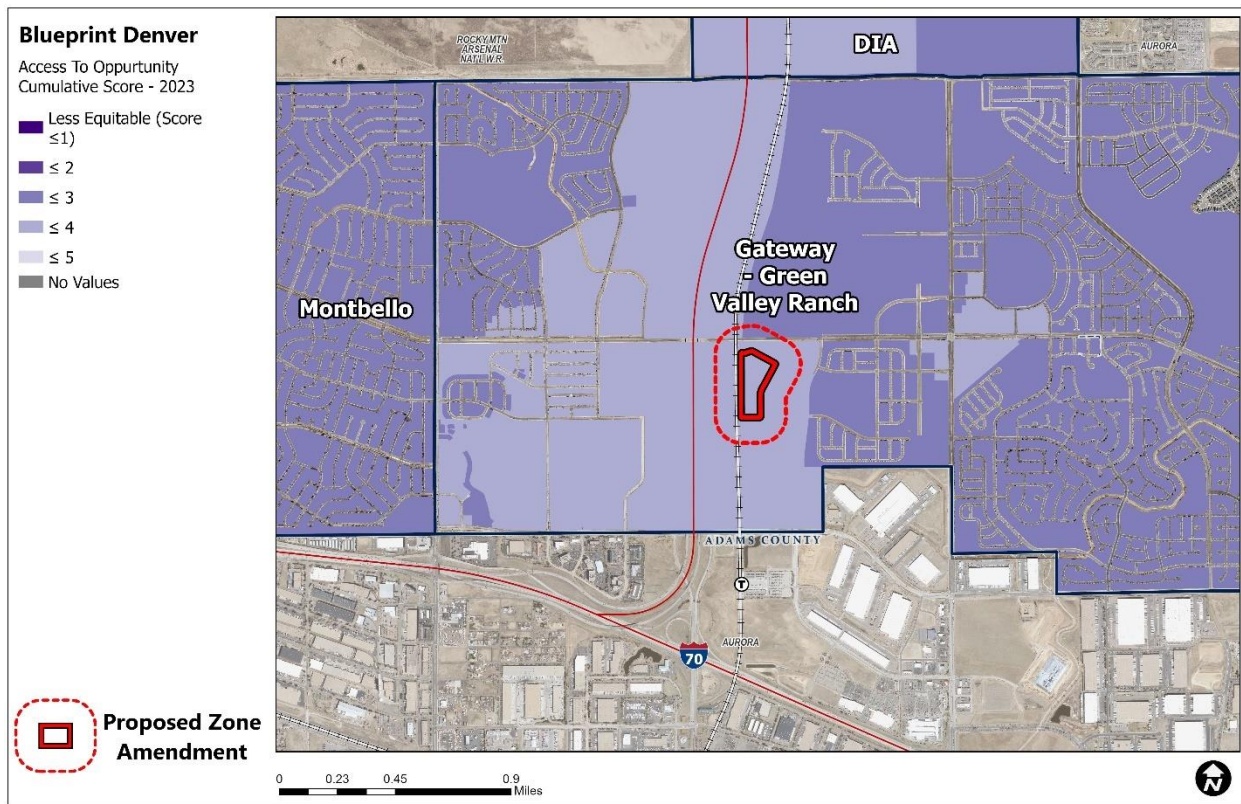 Blueprint Denver
Access To Oppurtunity
Cumulative Score - 2023
Less Equitable (Score
≤1)
≤ 2
≤ 3
≤ 4
≤ 5
No Values
ROCKY MTN
ARSENAL
NAT'L W.R.
DIA
AURORA
Gateway
- Green
Valley Ranch
Montbello
ADAMS COUNTY
T
AURORA
70
Proposed Zone
Amendment
0 0.23 0.45 0.9
Miles
N